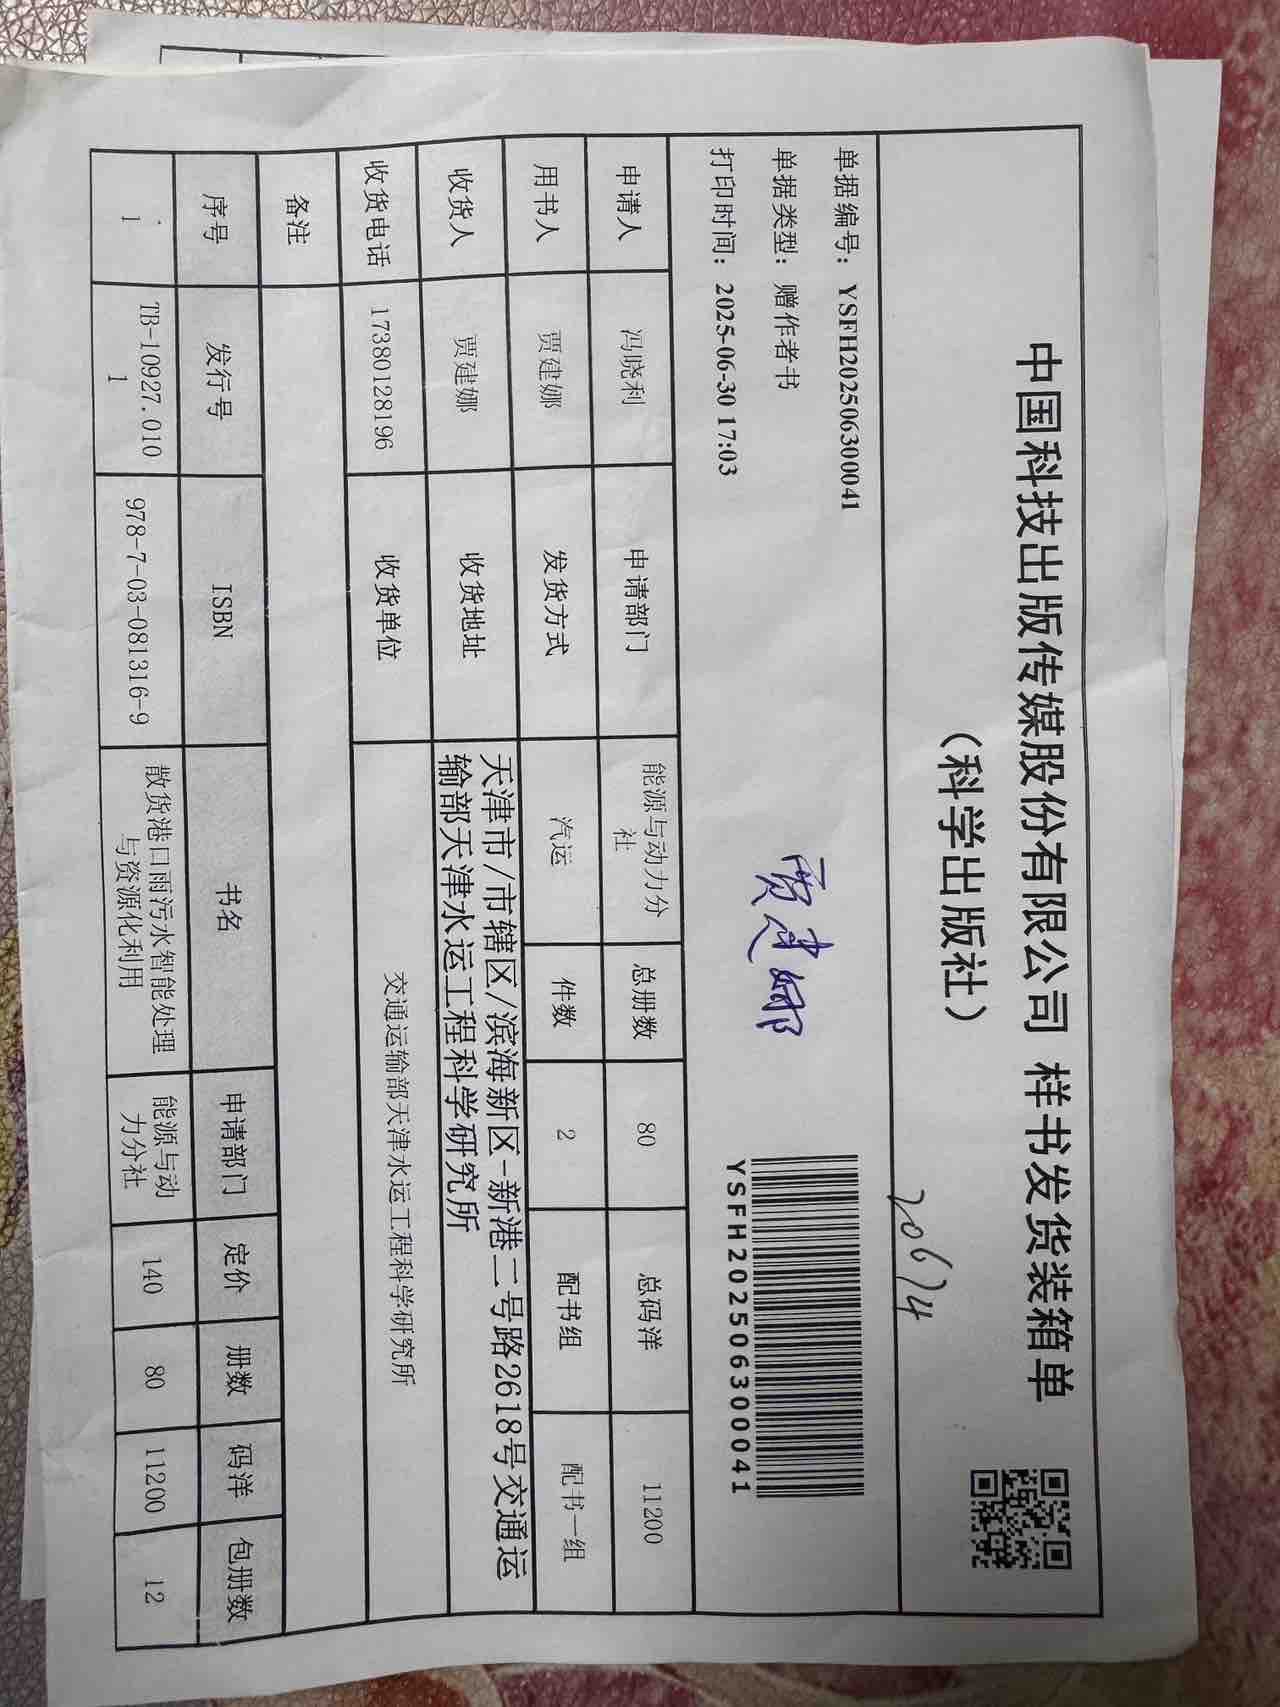 中国科技出版传媒股份有限公司 样书发货装箱单
（科学出版社）
20674
单据编号：YSFH202506300041
单据类型：赠作者书
打印时间：2025-06-30 17:03
贾建娜
YSFH202506300041
申请人 冯晓利 申请部门 能源与动力分社 总册数 80 总码洋 11200
用书人 贾建娜 发货方式 汽运 件数 2 配书组 配书一组
收货人 贾建娜 收货地址 天津市/市辖区/滨海新区-新港二号路2618号交通运
输部天津水运工程科学研究所
收货电话 17380128196 收货单位 交通运输部天津水运工程科学研究所
备注
序号 发行号 ISBN 书名 申请部门 定价 册数 码洋 包册数
1 TB-10927.0101 978-7-03-081316-9 散货港口雨污水智能处理与资源化利用 能源与动力分社 140 80 11200 12